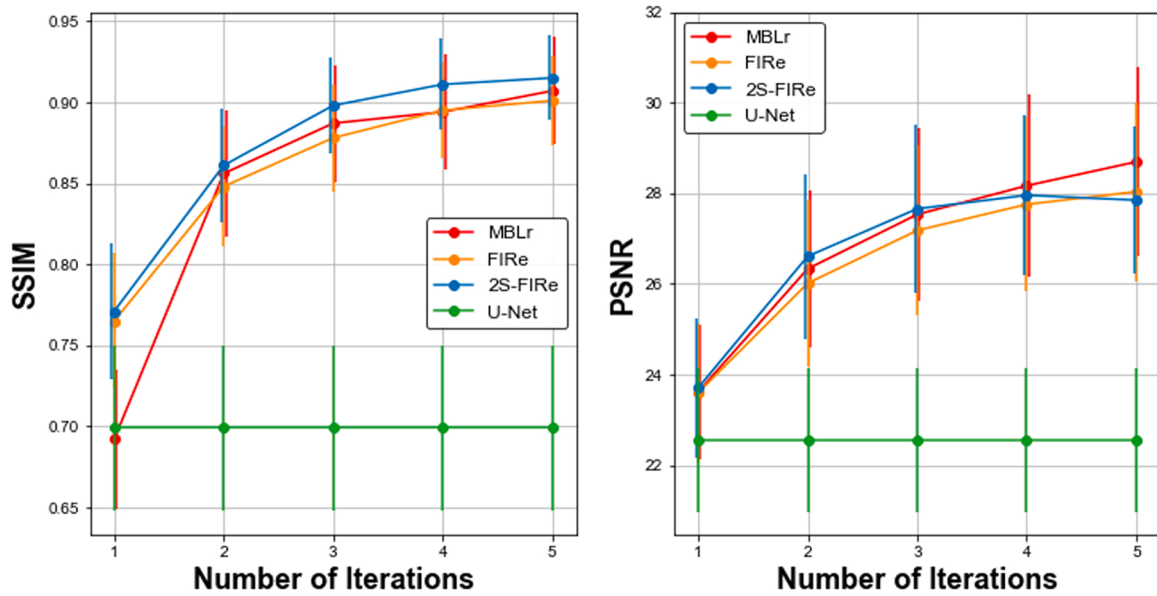 SSIM
0.95
0.90
0.85
0.80
0.75
0.70
0.65
MBLr
FIRe
2S-FIRe
U-Net
1 2 3 4 5
Number of Iterations
PSNR
32
30
28
26
24
22
MBLr
FIRe
2S-FIRe
U-Net
1 2 3 4 5
Number of Iterations